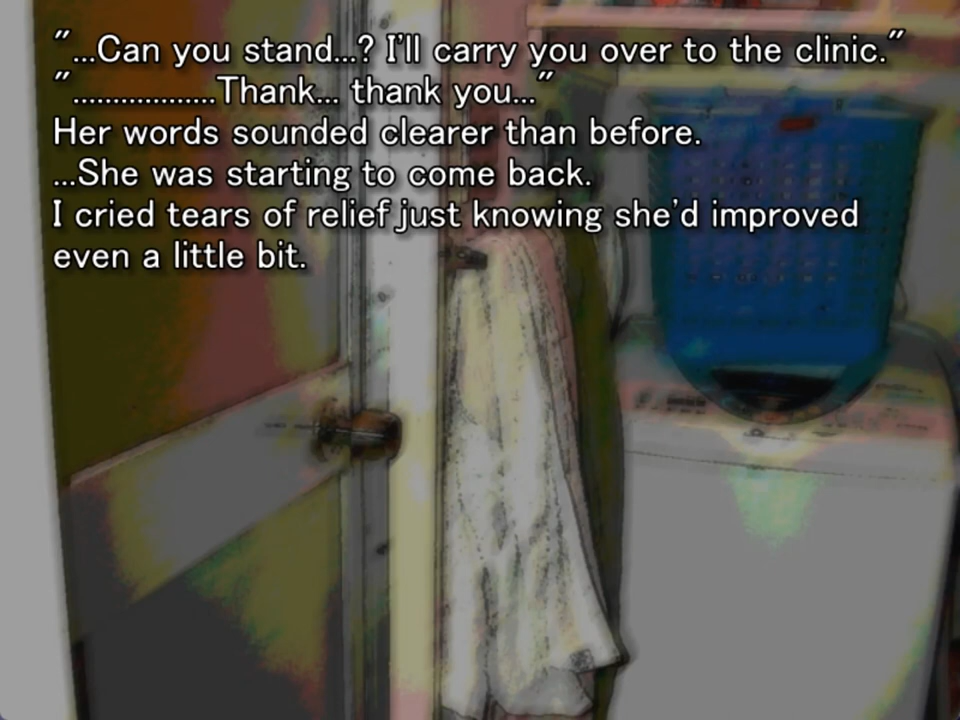 "...Can you stand...? I'll carry you over to the clinic."
"..................Thank... thank you..."
Her words sounded clearer than before.
...She was starting to come back.
I cried tears of relief just knowing she'd improved
even a little bit.